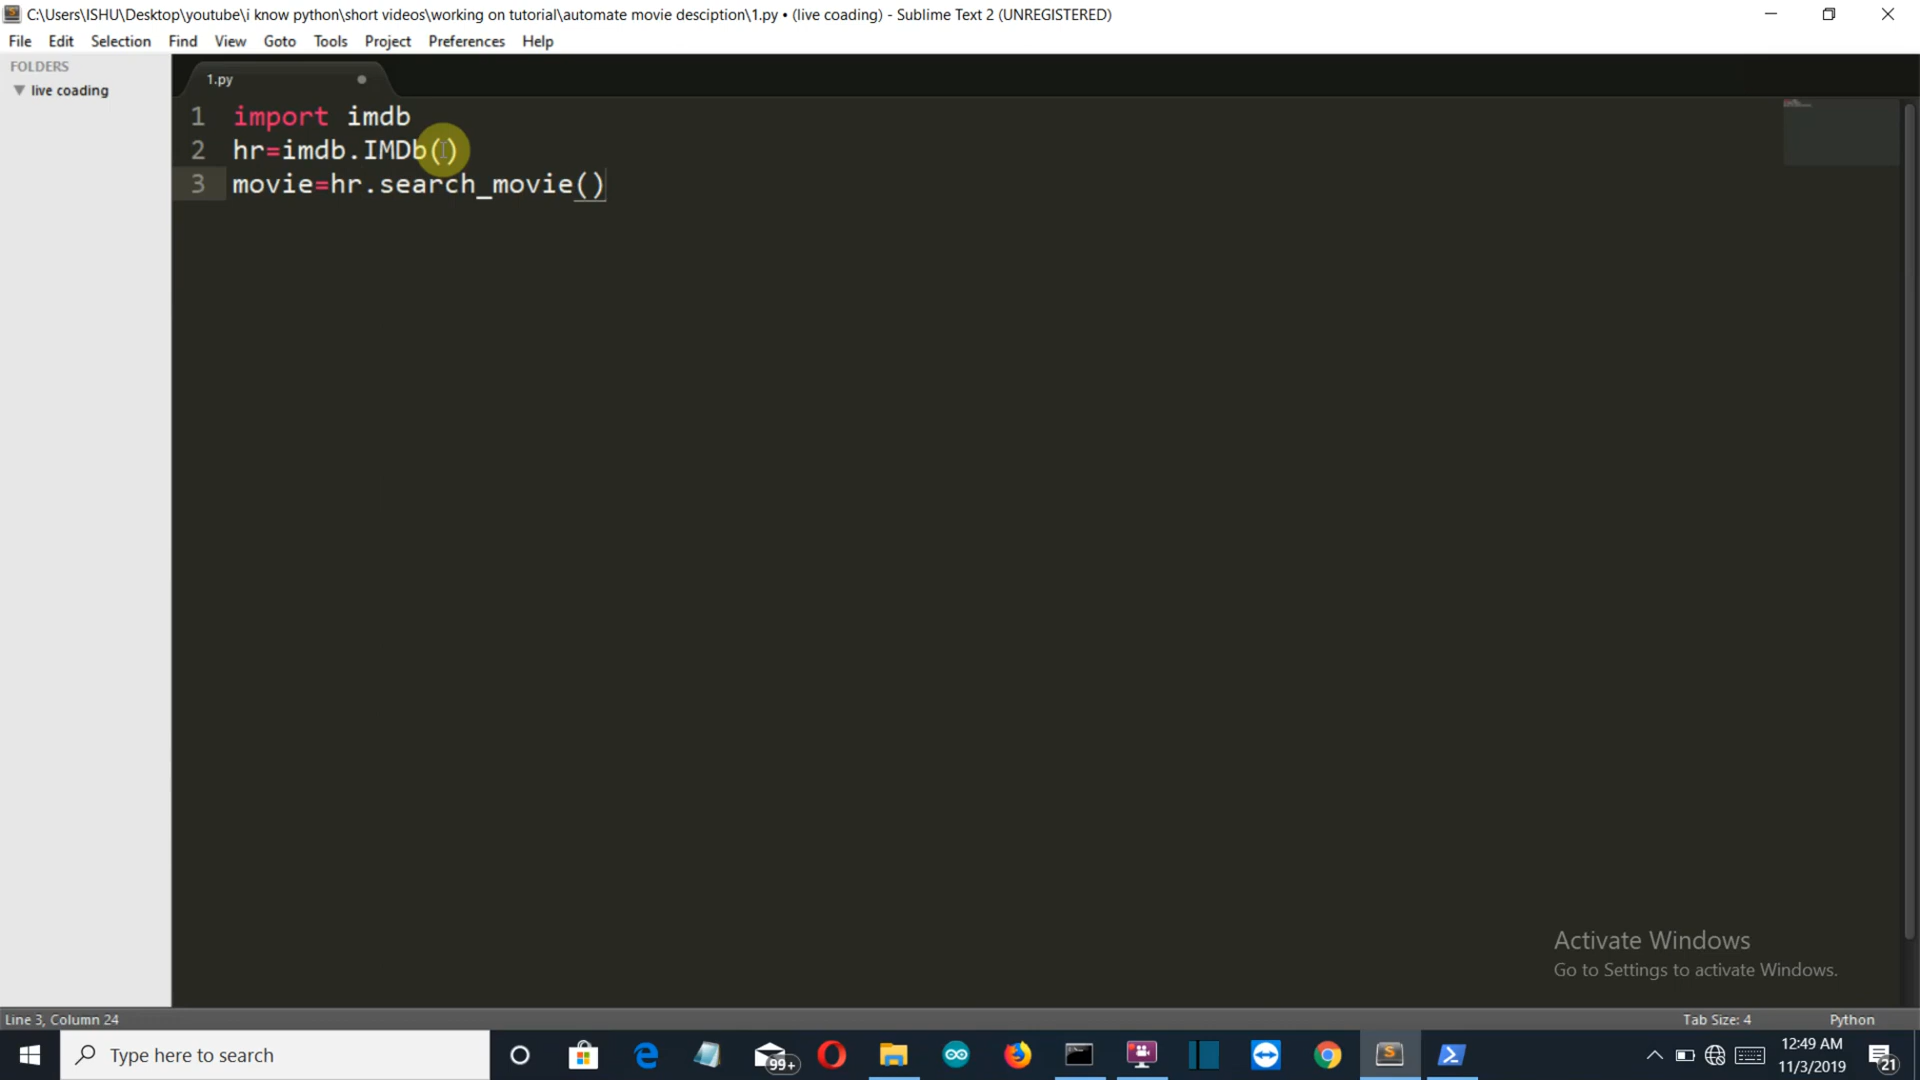 C:\Users\ISHU\Desktop\youtube\i know python\short videos\working on tutorial\automate movie desciption\1.py • (live coading) - Sublime Text 2 (UNREGISTERED)
File Edit Selection Find View Goto Tools Project Preferences Help
FOLDERS
live coading
1.py
1 import imdb
2 hr=imdb.IMDb()
3 movie=hr.search_movie()
Activate Windows
Go to Settings to activate Windows.
Line 3, Column 24
Tab Size: 4
Python
Type here to search
99+
12:49 AM
11/3/2019
21